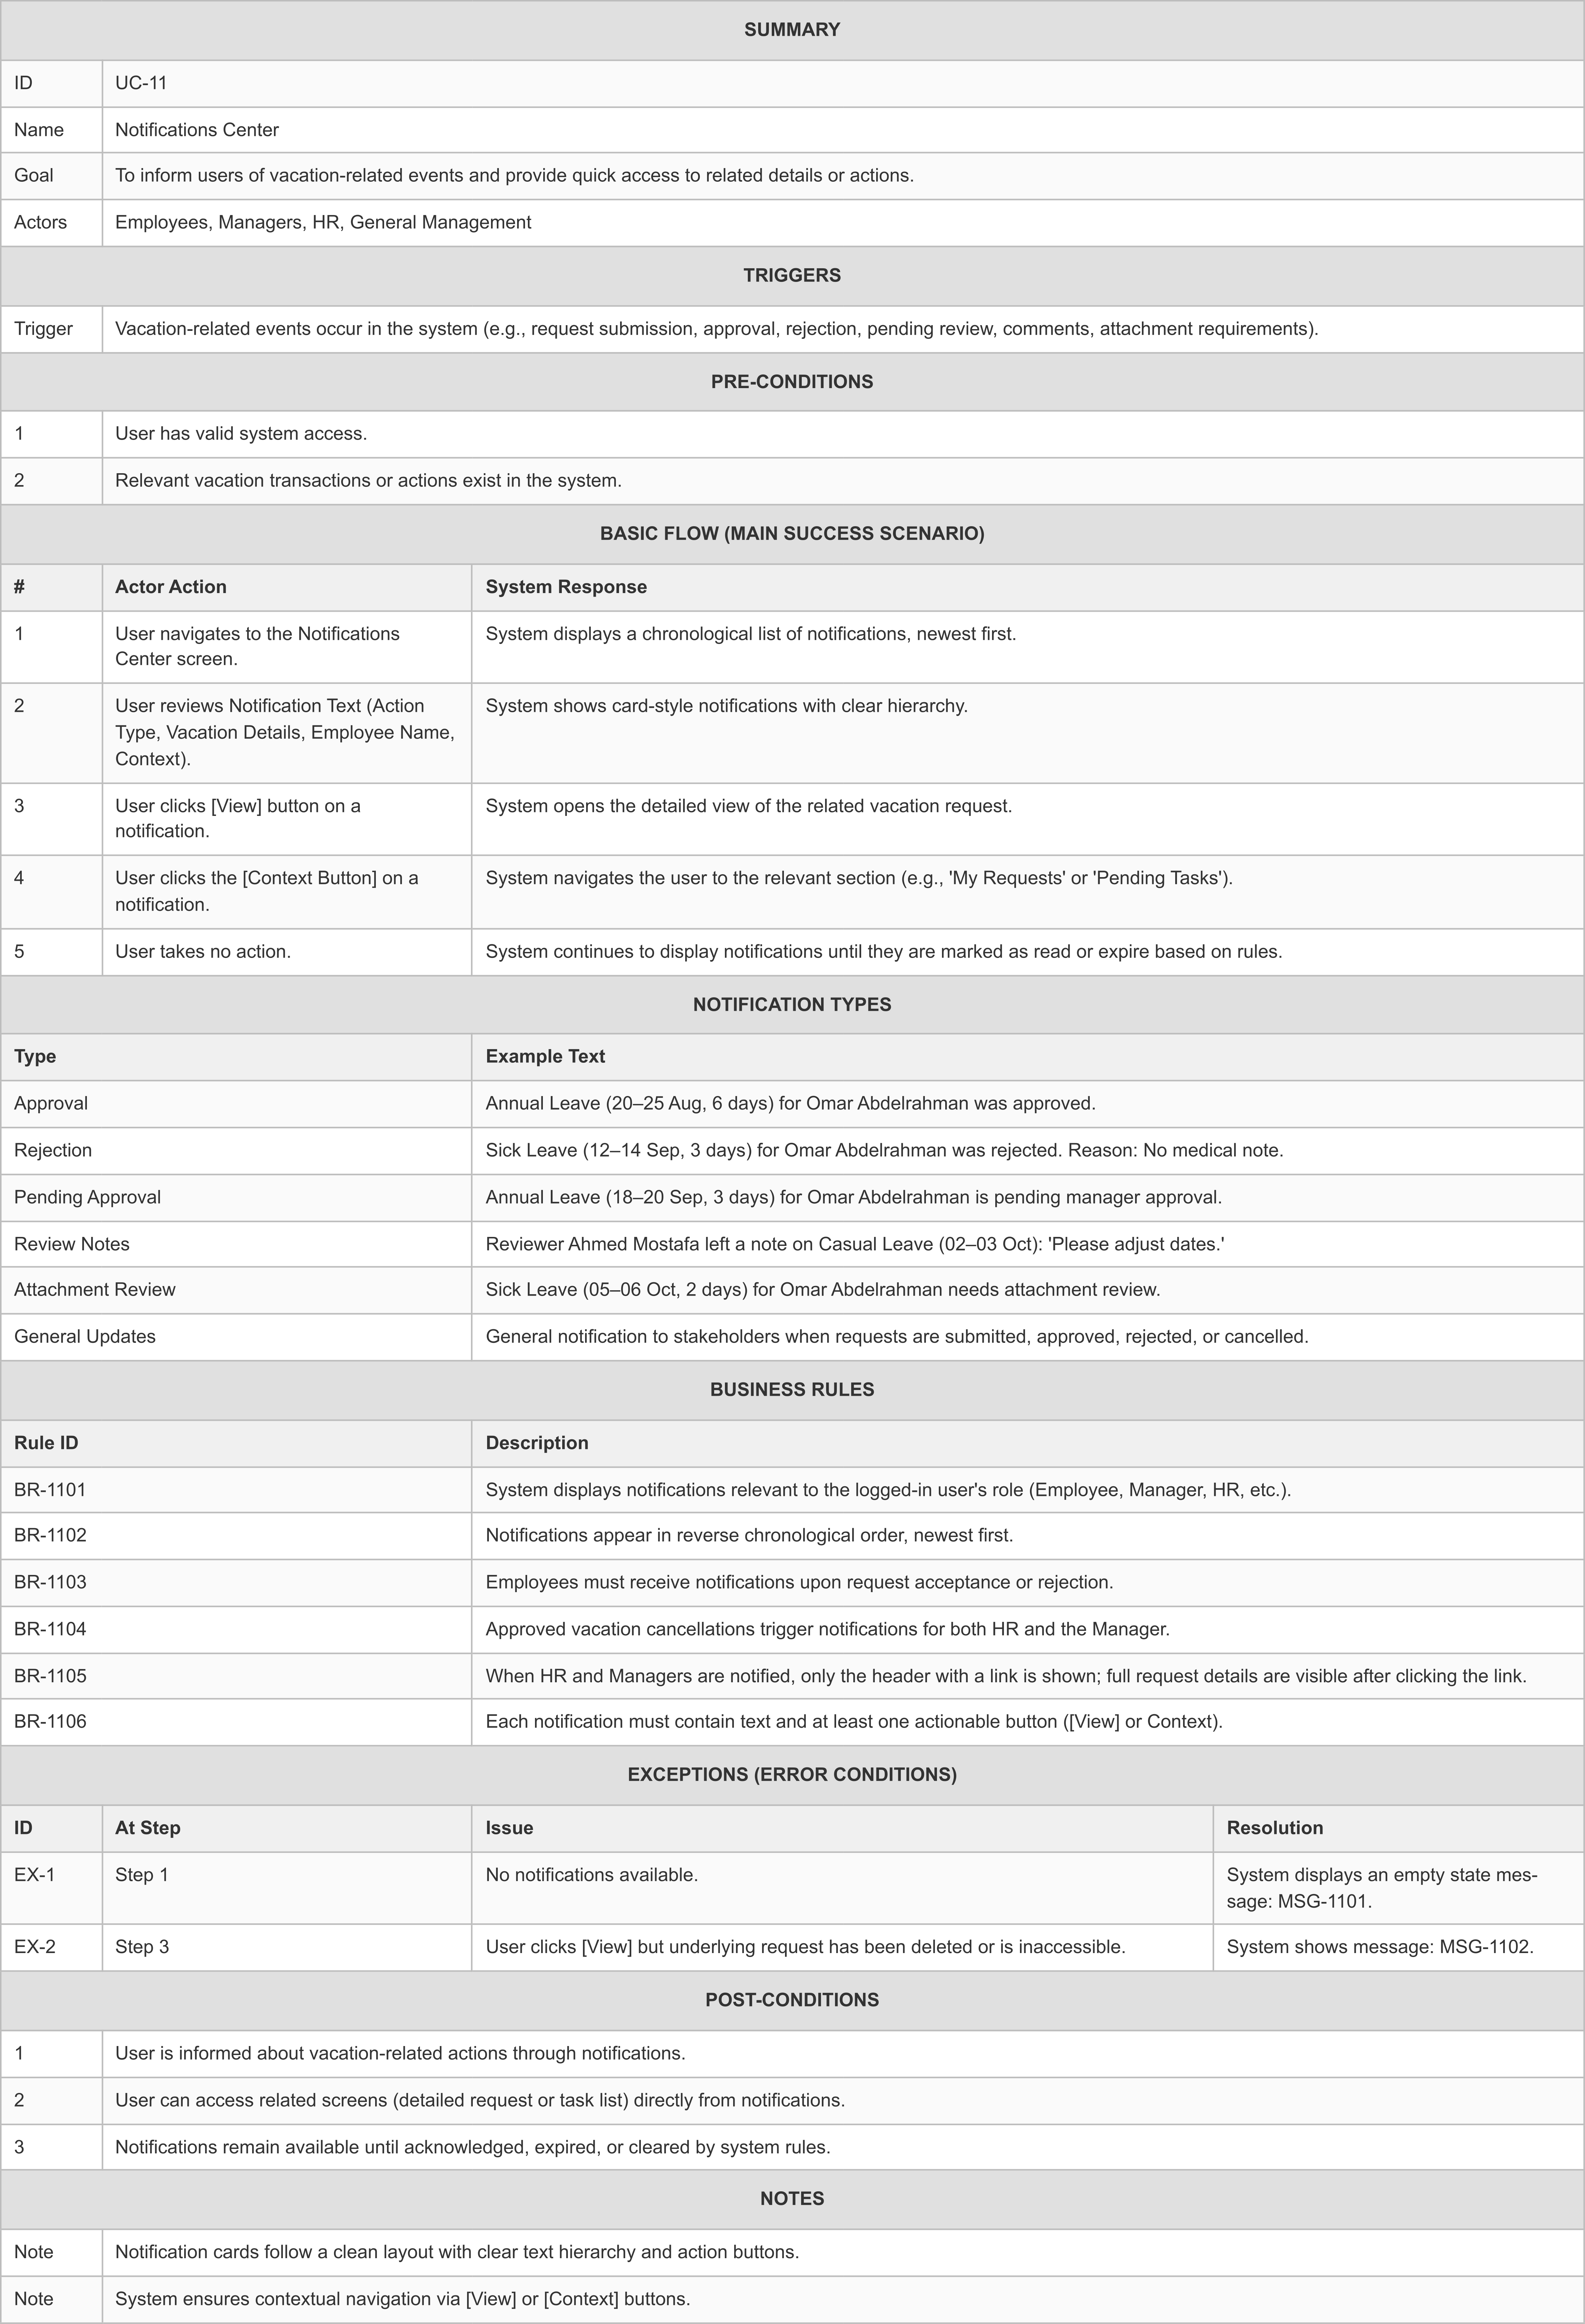 SUMMARY
ID UC-11
Name Notifications Center
Goal To inform users of vacation-related events and provide quick access to related details or actions.
Actors Employees, Managers, HR, General Management
TRIGGERS
Trigger Vacation-related events occur in the system (e.g., request submission, approval, rejection, pending review, comments, attachment requirements).
PRE-CONDITIONS
1 User has valid system access.
2 Relevant vacation transactions or actions exist in the system.
BASIC FLOW (MAIN SUCCESS SCENARIO)
# Actor Action System Response
1 User navigates to the Notifications System displays a chronological list of notifications, newest first.
Center screen.
2 User reviews Notification Text (Action System shows card-style notifications with clear hierarchy.
Type, Vacation Details, Employee Name,
Context).
3 User clicks [View] button on a System opens the detailed view of the related vacation request.
notification.
4 User clicks the [Context Button] on a System navigates the user to the relevant section (e.g., 'My Requests' or 'Pending Tasks').
notification.
5 User takes no action. System continues to display notifications until they are marked as read or expire based on rules.
NOTIFICATION TYPES
Type Example Text
Approval Annual Leave (20–25 Aug, 6 days) for Omar Abdelrahman was approved.
Rejection Sick Leave (12–14 Sep, 3 days) for Omar Abdelrahman was rejected. Reason: No medical note.
Pending Approval Annual Leave (18–20 Sep, 3 days) for Omar Abdelrahman is pending manager approval.
Review Notes Reviewer Ahmed Mostafa left a note on Casual Leave (02–03 Oct): 'Please adjust dates.'
Attachment Review Sick Leave (05–06 Oct, 2 days) for Omar Abdelrahman needs attachment review.
General Updates General notification to stakeholders when requests are submitted, approved, rejected, or cancelled.
BUSINESS RULES
Rule ID Description
BR-1101 System displays notifications relevant to the logged-in user's role (Employee, Manager, HR, etc.).
BR-1102 Notifications appear in reverse chronological order, newest first.
BR-1103 Employees must receive notifications upon request acceptance or rejection.
BR-1104 Approved vacation cancellations trigger notifications for both HR and the Manager.
BR-1105 When HR and Managers are notified, only the header with a link is shown; full request details are visible after clicking the link.
BR-1106 Each notification must contain text and at least one actionable button ([View] or Context).
EXCEPTIONS (ERROR CONDITIONS)
ID At Step Issue Resolution
EX-1 Step 1 No notifications available. System displays an empty state mes-
sage: MSG-1101.
EX-2 Step 3 User clicks [View] but underlying request has been deleted or is inaccessible. System shows message: MSG-1102.
POST-CONDITIONS
1 User is informed about vacation-related actions through notifications.
2 User can access related screens (detailed request or task list) directly from notifications.
3 Notifications remain available until acknowledged, expired, or cleared by system rules.
NOTES
Note Notification cards follow a clean layout with clear text hierarchy and action buttons.
Note System ensures contextual navigation via [View] or [Context] buttons.